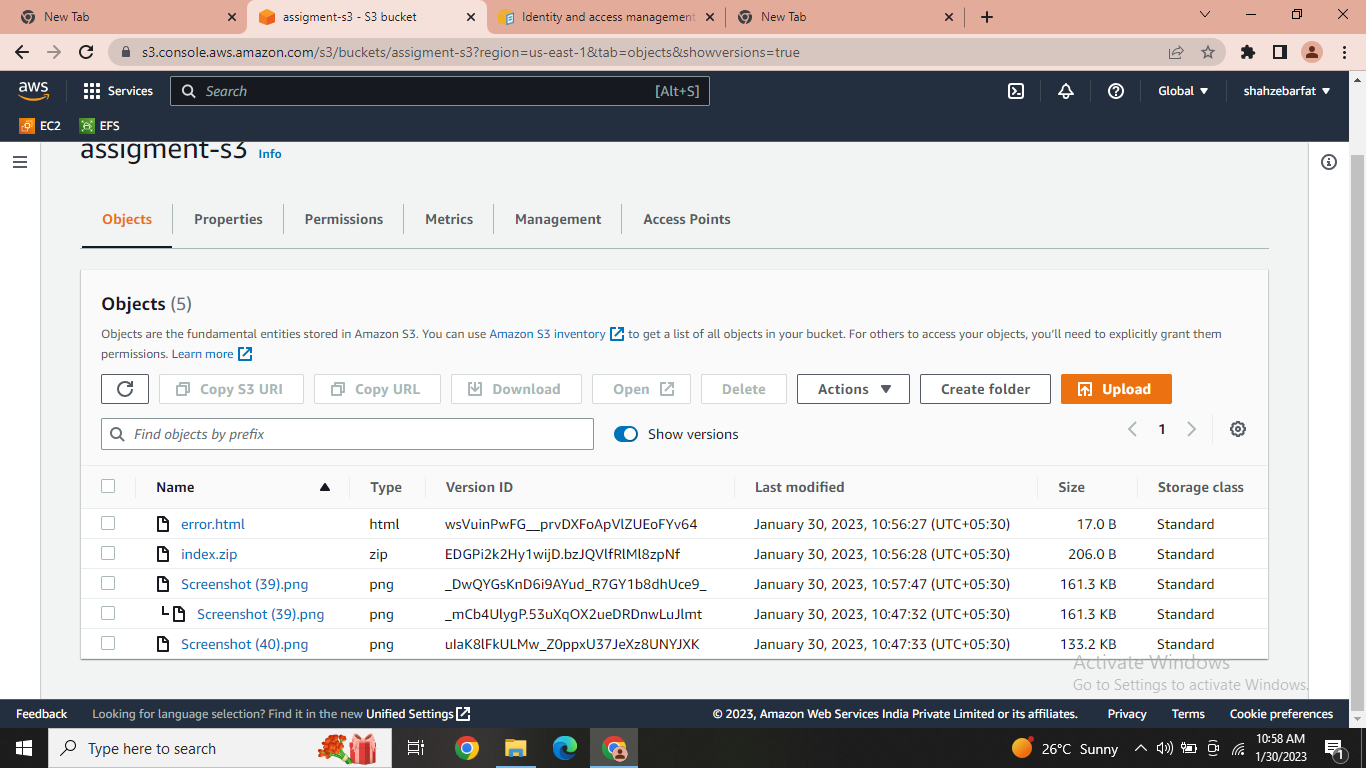 New Tab
assigment-s3 - S3 bucket
Identity and access management
New Tab
s3.console.aws.amazon.com/s3/buckets/assigment-s3?region=us-east-1&tab=objects&showversions=true
aws
Services
Search
[Alt+S]
Global
shahzebarfat
EC2
EFS
assigment-s3 Info
Objects
Properties
Permissions
Metrics
Management
Access Points
Objects (5)
Objects are the fundamental entities stored in Amazon S3. You can use Amazon S3 inventory to get a list of all objects in your bucket. For others to access your objects, you'll need to explicitly grant them
permissions. Learn more
Copy S3 URI
Copy URL
Download
Open
Delete
Actions
Create folder
Upload
Find objects by prefix
Show versions
1
Name Type Version ID Last modified Size Storage class
error.html html wsVuinPwFG__prvDXFoApVlZUEoFYv64 January 30, 2023, 10:56:27 (UTC+05:30) 17.0 B Standard
index.zip zip EDGPi2k2Hy1wijD.bzJQVlfRlMl8zpNf January 30, 2023, 10:56:28 (UTC+05:30) 206.0 B Standard
Screenshot (39).png png _DwQYGsKnD6i9AYud_R7GY1b8dhUce9_ January 30, 2023, 10:57:47 (UTC+05:30) 161.3 KB Standard
Screenshot (39).png png _mCb4UlygP.53uXqOX2ueDRDnwLuJlmt January 30, 2023, 10:47:32 (UTC+05:30) 161.3 KB Standard
Screenshot (40).png png ulaK8lFkULMw_Z0ppxU37JeXz8UNYJXK January 30, 2023, 10:47:33 (UTC+05:30) 133.2 KB Standard
Activate Windows
Go to Settings to activate Windows.
Feedback
Looking for language selection? Find it in the new Unified Settings
© 2023, Amazon Web Services India Private Limited or its affiliates.
Privacy
Terms
Cookie preferences
Type here to search
26°C Sunny
10:58 AM
1/30/2023
1